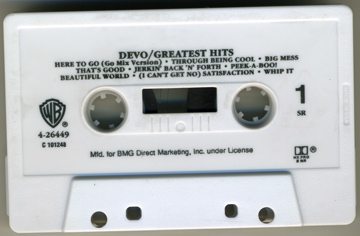 DEVO/GREATEST HITS
HERE TO GO (Go Mix Version) • THROUGH BEING COOL • BIG MESS
THAT'S GOOD • JERKIN' BACK 'N' FORTH • PEEK-A-BOO!
BEAUTIFUL WORLD • (I CAN'T GET NO) SATISFACTION • WHIP IT
WB
4-26449
C 101248
1
SR
Mfd. for BMG Direct Marketing, Inc. under License